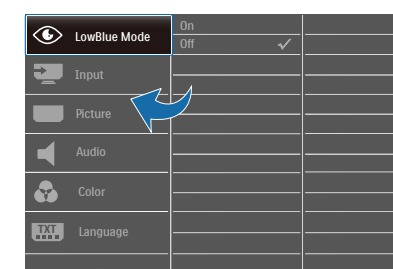 LowBlue Mode
On
Off
Input
Picture
Audio
Color
TXT
Language